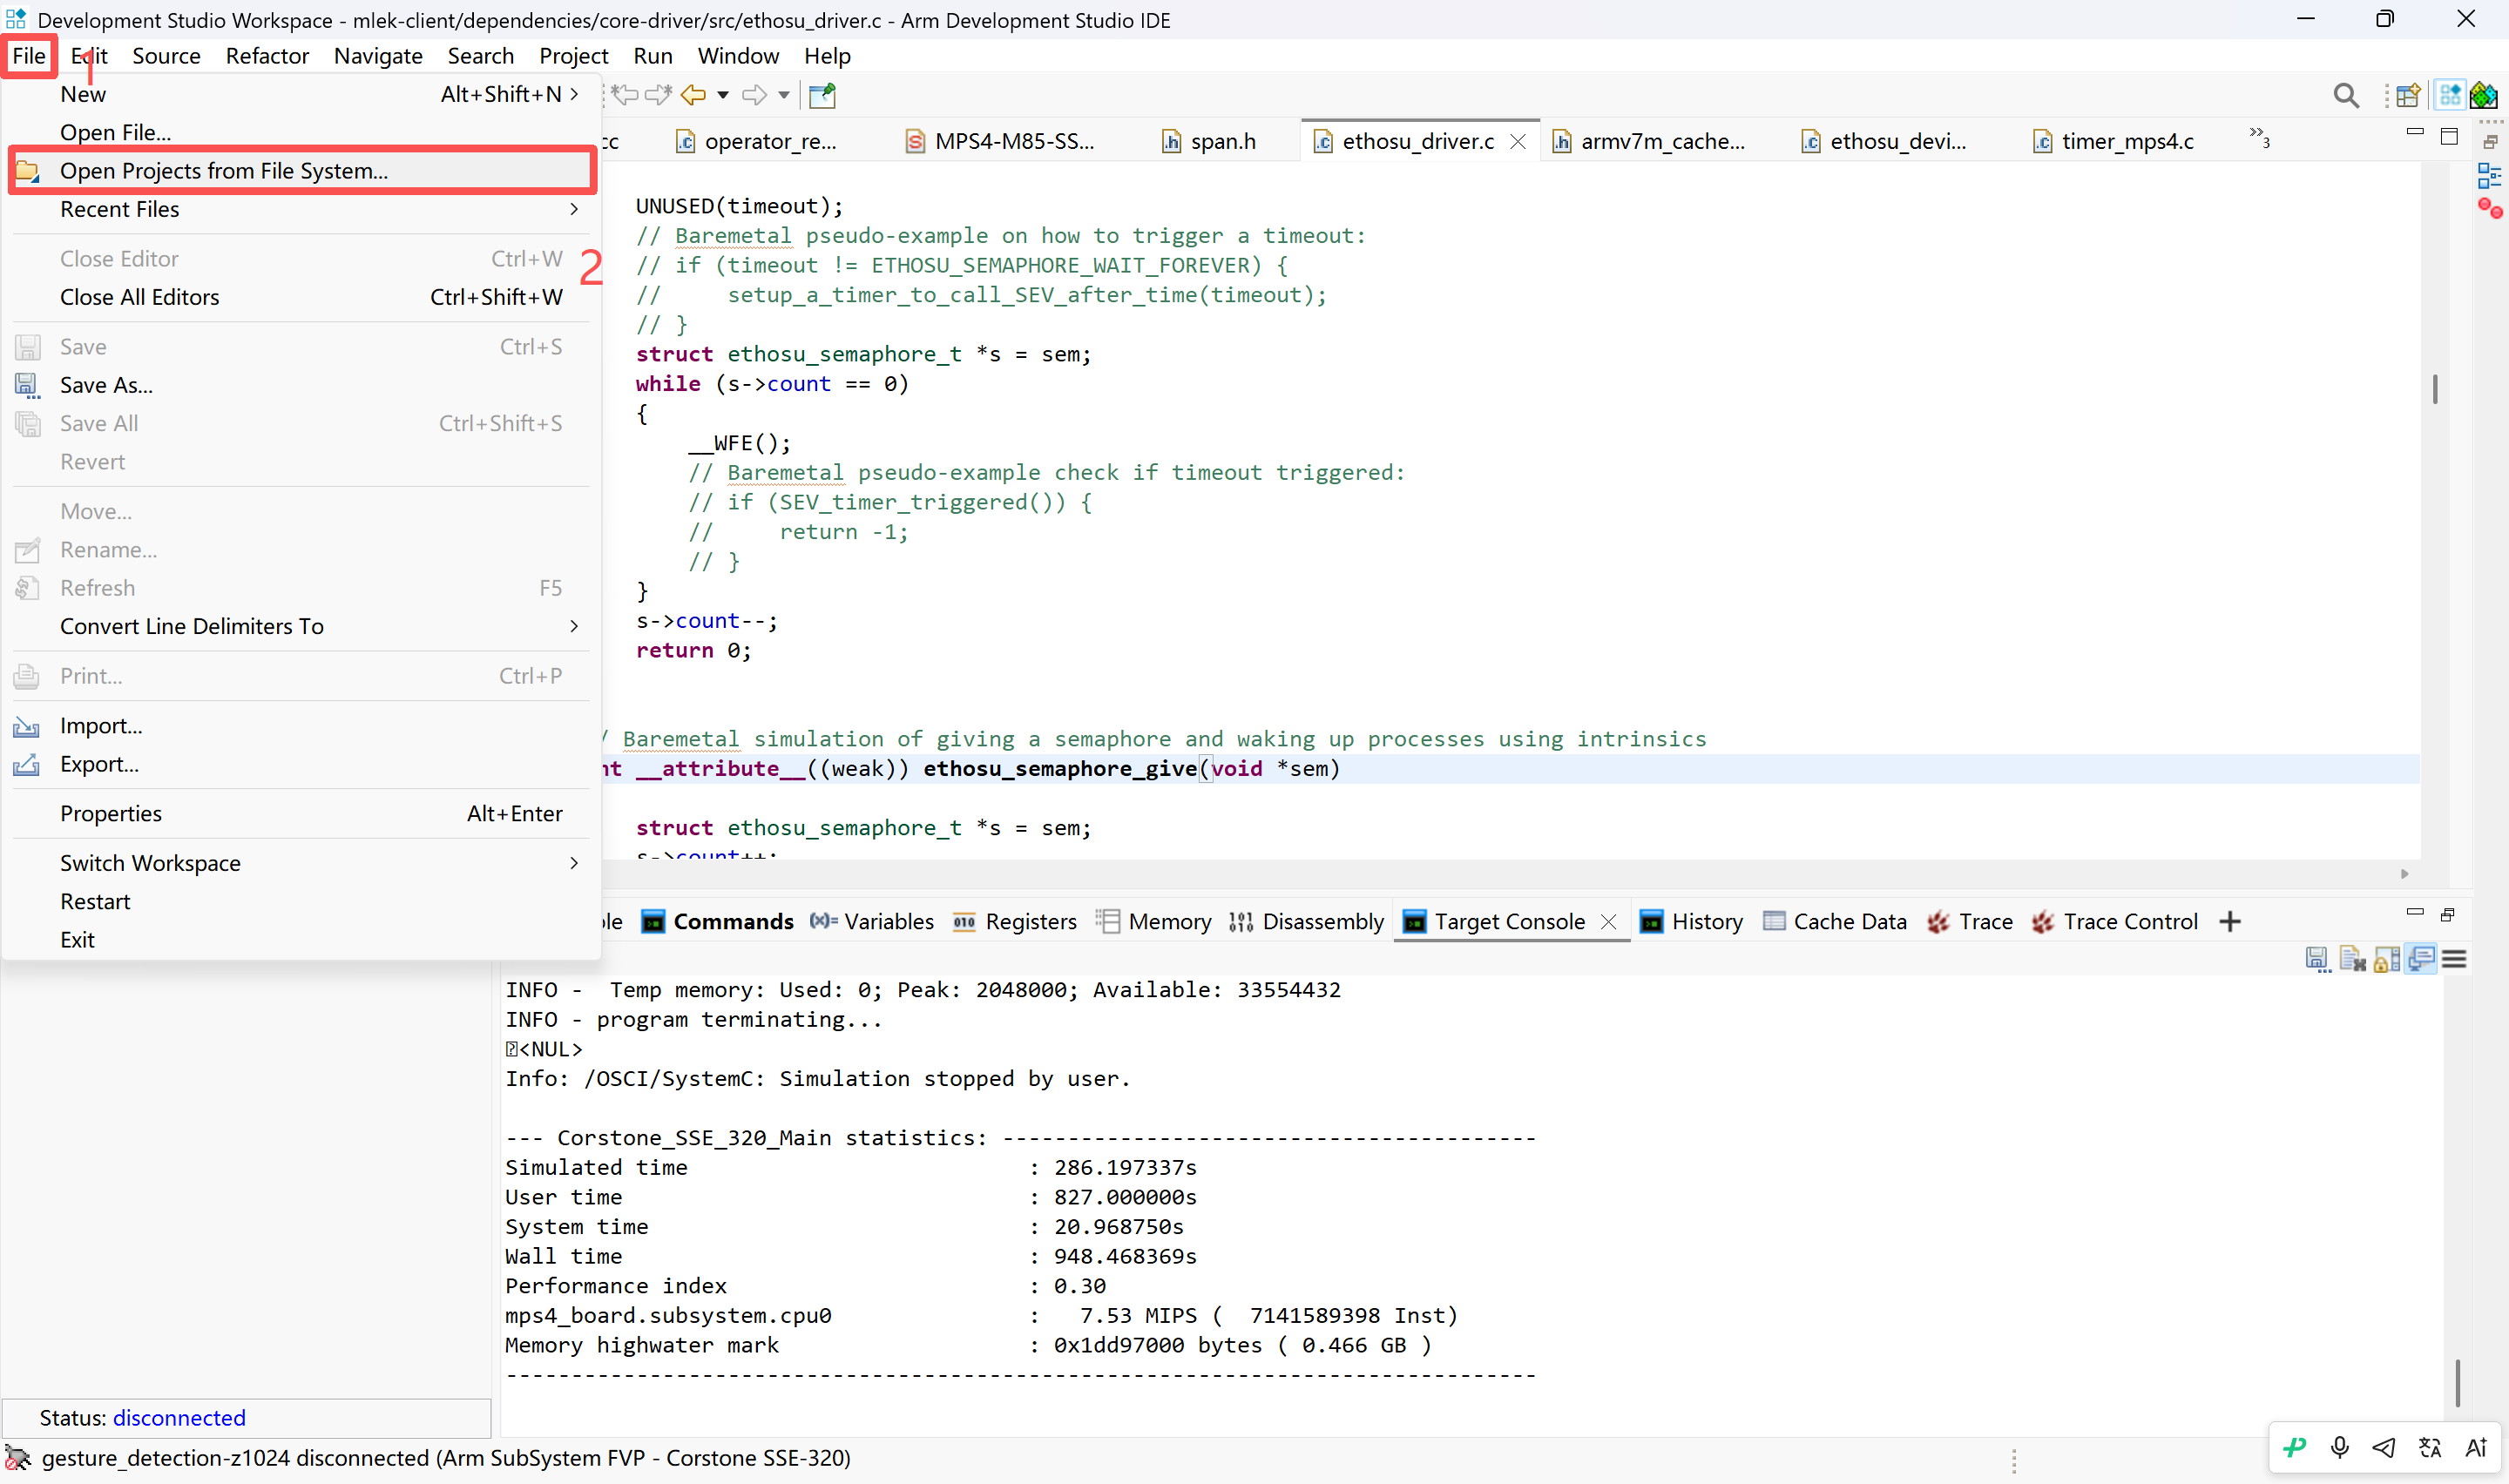 Development Studio Workspace - mlek-client/dependencies/core-driver/src/ethosu_driver.c - Arm Development Studio IDE
File Edit Source Refactor Navigate Search Project Run Window Help
1
New Alt+Shift+N
Open File...
Open Projects from File System...
Recent Files
Close Editor Ctrl+W
2
Close All Editors Ctrl+Shift+W
Save Ctrl+S
Save As...
Save All Ctrl+Shift+S
Revert
Move...
Rename...
Refresh F5
Convert Line Delimiters To
Print... Ctrl+P
Import...
Export...
Properties Alt+Enter
Switch Workspace
Restart
Exit
cc operator_re... MPS4-M85-SS... span.h ethosu_driver.c armv7m_cache... ethosu_devi... timer_mps4.c 3
UNUSED(timeout);
// Baremetal pseudo-example on how to trigger a timeout:
// if (timeout != ETHOSU_SEMAPHORE_WAIT_FOREVER) {
//     setup_a_timer_to_call_SEV_after_time(timeout);
// }
struct ethosu_semaphore_t *s = sem;
while (s->count == 0)
{
__WFE();
// Baremetal pseudo-example check if timeout triggered:
// if (SEV_timer_triggered()) {
//     return -1;
// }
}
s->count--;
return 0;
/ Baremetal simulation of giving a semaphore and waking up processes using intrinsics
nt __attribute__((weak)) ethosu_semaphore_give(void *sem)
struct ethosu_semaphore_t *s = sem;
s->count++;
le Commands Variables Registers Memory Disassembly Target Console History Cache Data Trace Trace Control
INFO -  Temp memory: Used: 0; Peak: 2048000; Available: 33554432
INFO - program terminating...
<NUL>
Info: /OSCI/SystemC: Simulation stopped by user.
--- Corstone_SSE_320_Main statistics: -----------------------------------------
Simulated time : 286.197337s
User time : 827.000000s
System time : 20.968750s
Wall time : 948.468369s
Performance index : 0.30
mps4_board.subsystem.cpu0 :   7.53 MIPS (  7141589398 Inst)
Memory highwater mark : 0x1dd97000 bytes ( 0.466 GB )
-------------------------------------------------------------------------------
Status: disconnected
gesture_detection-z1024 disconnected (Arm SubSystem FVP - Corstone SSE-320)